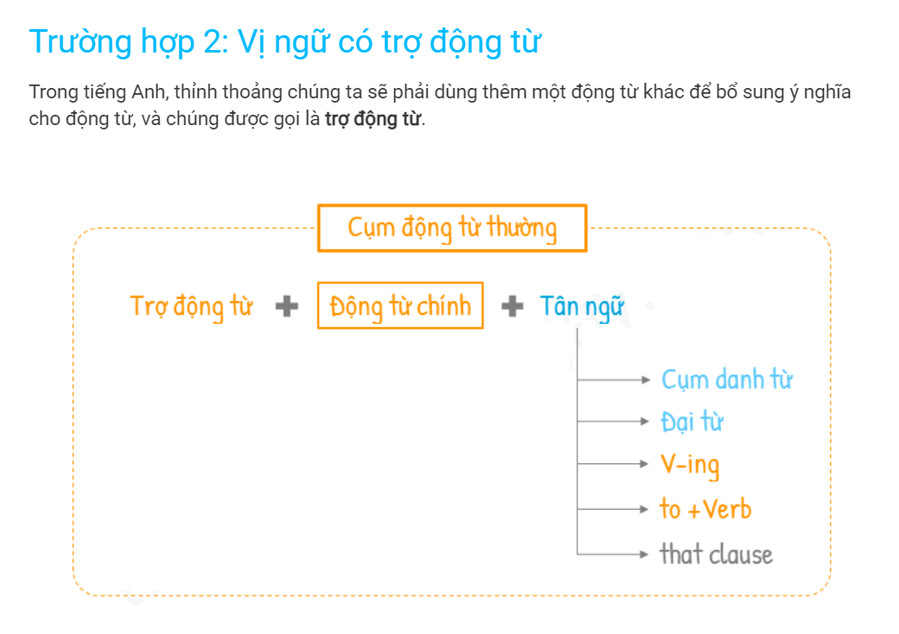 Trường hợp 2: Vị ngữ có trợ động từ
Trong tiếng Anh, thỉnh thoảng chúng ta sẽ phải dùng thêm một động từ khác để bổ sung ý nghĩa
cho động từ, và chúng được gọi là trợ động từ.
Cụm động từ thường
Trợ động từ + Động từ chính + Tân ngữ
Cụm danh từ
Đại từ
V-ing
to + Verb
that clause